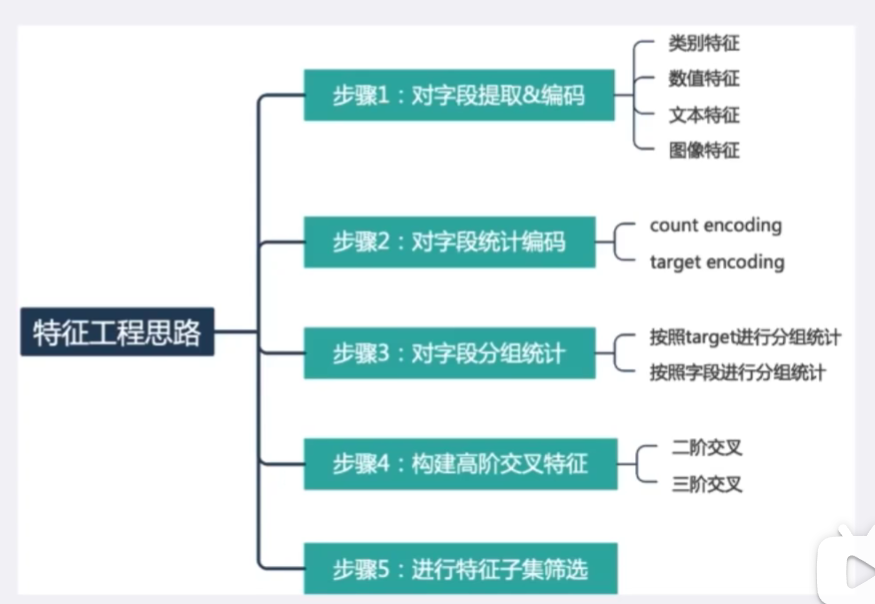 特征工程思路
步骤1：对字段提取&编码
类别特征
数值特征
文本特征
图像特征
步骤2：对字段统计编码
count encoding
target encoding
步骤3：对字段分组统计
按照target进行分组统计
按照字段进行分组统计
步骤4：构建高阶交叉特征
二阶交叉
三阶交叉
步骤5：进行特征子集筛选